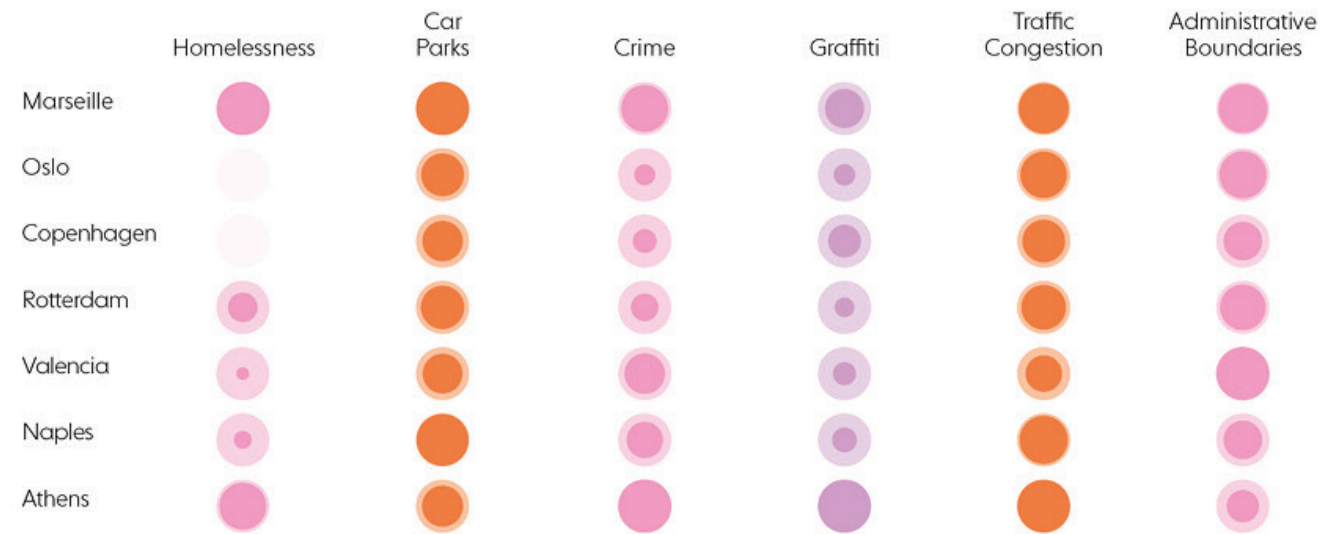 Homelessness
Car
Parks
Crime
Graffiti
Traffic
Congestion
Administrative
Boundaries
Marseille
Oslo
Copenhagen
Rotterdam
Valencia
Naples
Athens